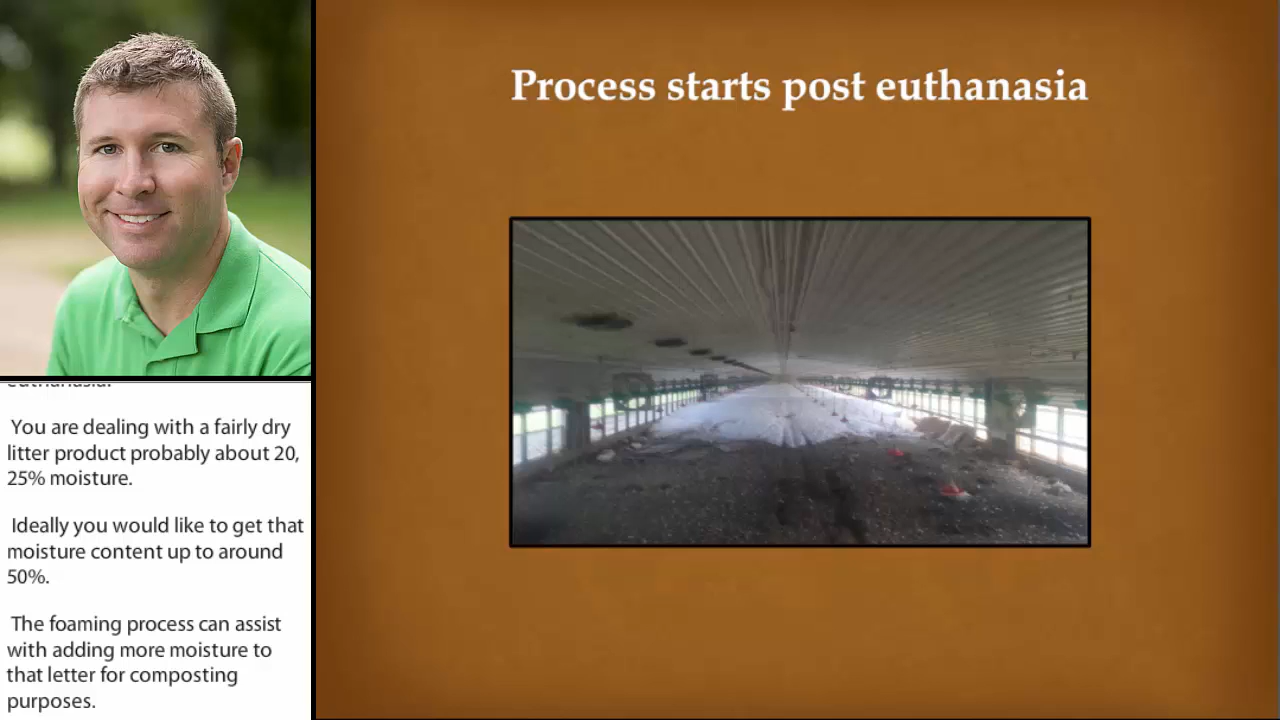 Process starts post euthanasia
euthanasia.
You are dealing with a fairly dry
litter product probably about 20,
25% moisture.
Ideally you would like to get that
moisture content up to around
50%.
The foaming process can assist
with adding more moisture to
that letter for composting
purposes.